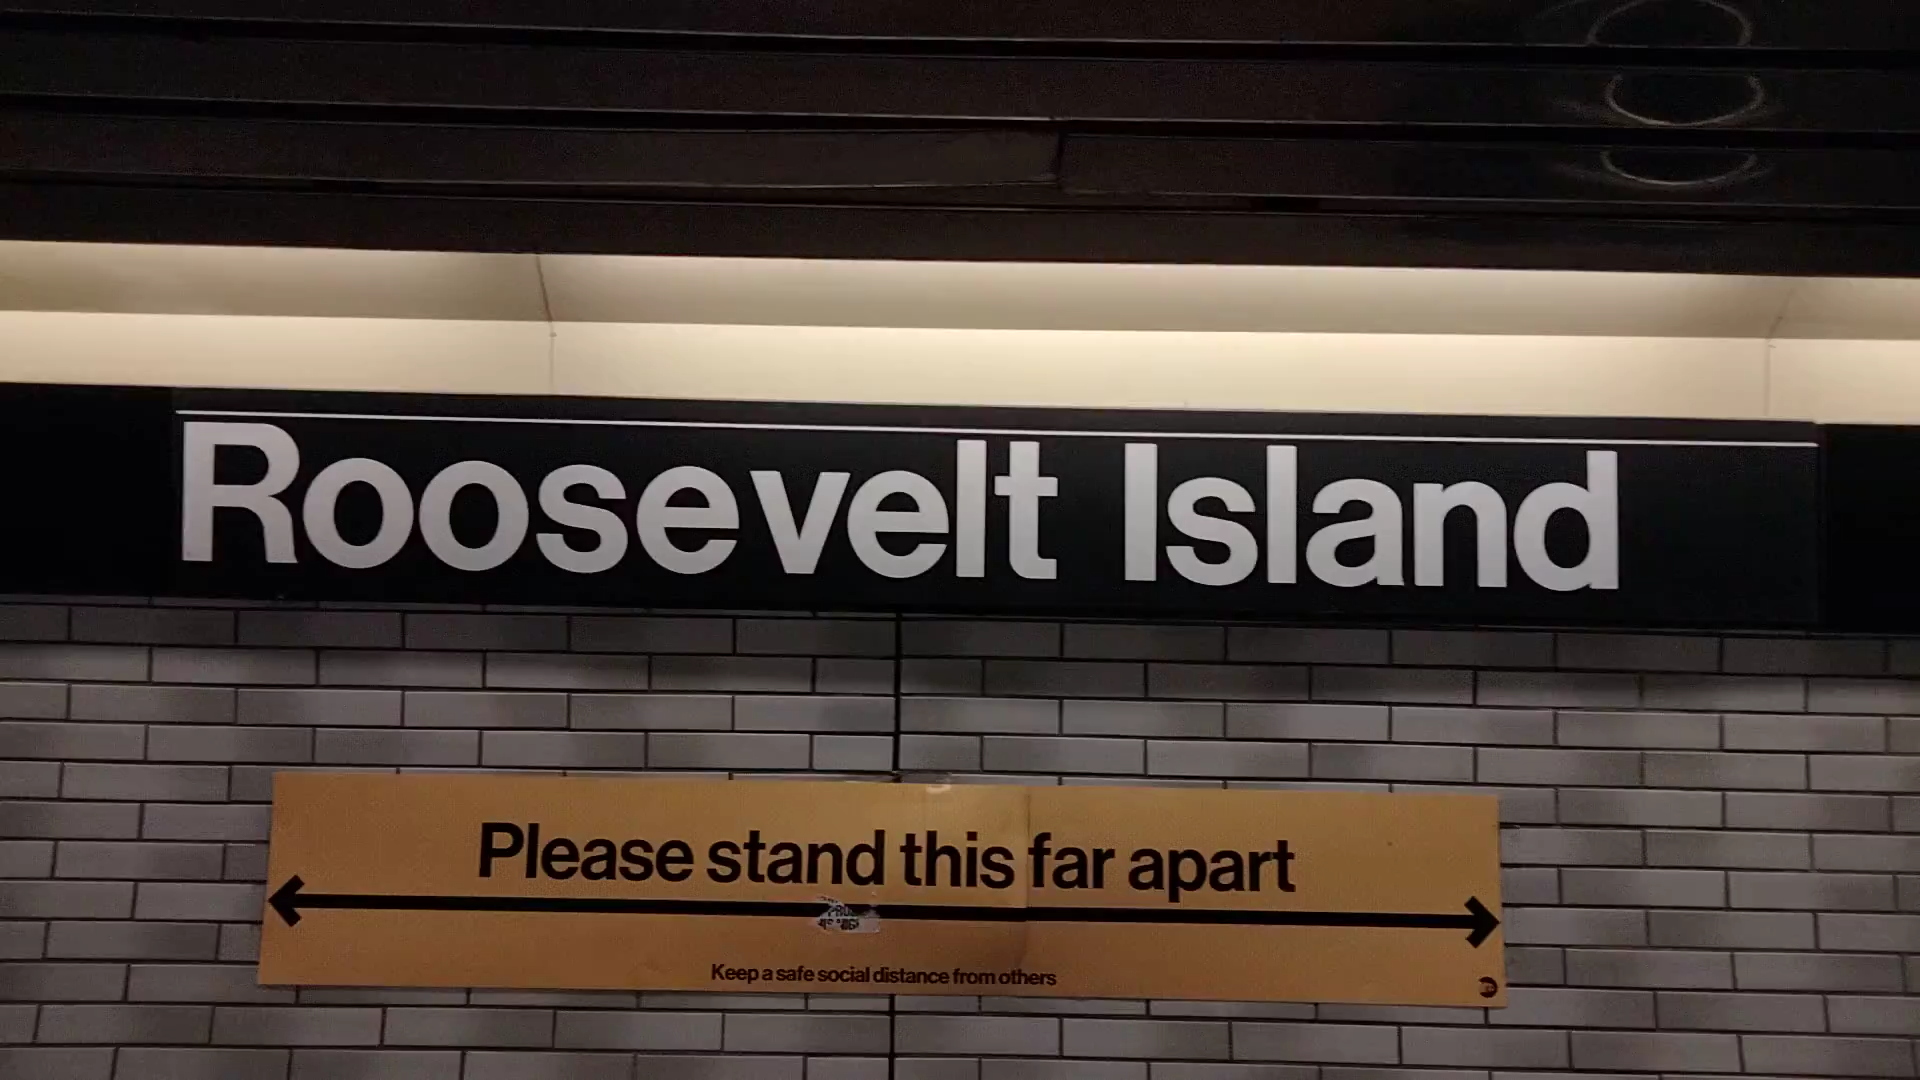 Roosevelt Island
Please stand this far apart
Keep a safe social distance from others